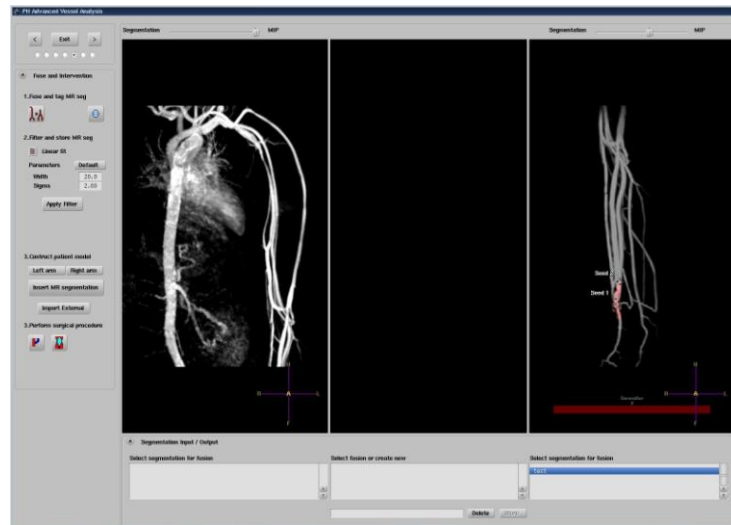 PM Advanced Vessel Analysis
< Exit >
Fuse and intervention
1.Fuse and tag MR seg
2.Filter and store MR seg
Linear fit
Parameters Default
Width 20.0
Sigma 2.00
Apply Filter
3.Contruct patient model
Left arm Right arm
Insert MR segmentation
Import External
3.Perform surgical procedure
Segmentation MIP
H
R A L
F
Segmentation MIP
Seed
Seed 1
H
R A L
F
Segmentation Input / Output
Select segmentation for fusion
Select fusion or create new
Delete
Select segmentation for fusion
test